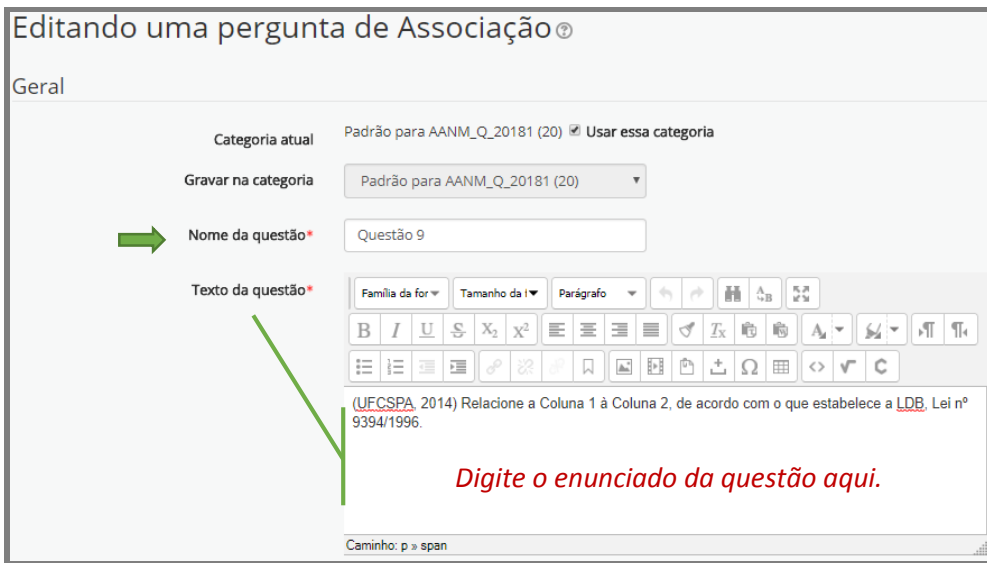 Editando uma pergunta de Associação
Geral
Categoria atual Padrão para AANM_Q_20181 (20) Usar essa categoria
Gravar na categoria Padrão para AANM_Q_20181 (20)
Nome da questão* Questão 9
Texto da questão* Família da for Tamanho da f Parágrafo
(UFCSPA, 2014) Relacione a Coluna 1 à Coluna 2, de acordo com o que estabelece a LDB, Lei nº
9394/1996.
Digite o enunciado da questão aqui.
Caminho: p » span